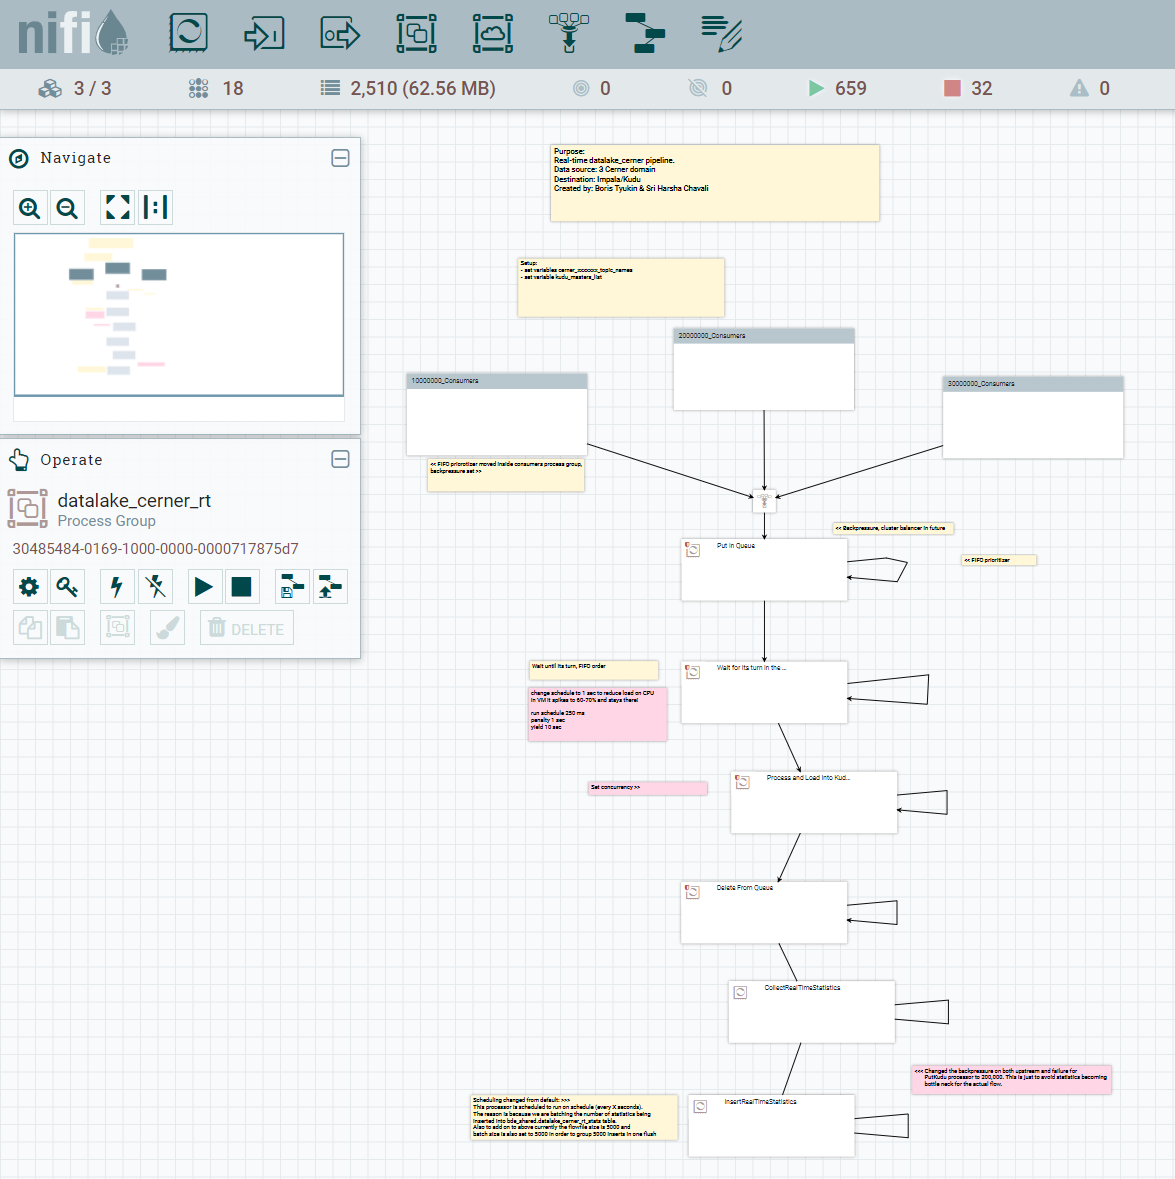 nifi
3 / 3
18
2,510 (62.56 MB)
0
0
659
32
0
Navigate
Operate
datalake_cerner_rt
Process Group
30485484-0169-1000-0000-0000717875d7
DELETE
Purpose:
Real-time datalake_cerner pipeline.
Data source: 3 Cerner domain
Destination: Impala/Kudu
Created by: Boris Tyukin & Sri Harsha Chavali
Setup:
- set variables cerner_xxxxxxx_topic_names
- set variable kudu_masters_list
20000000_Consumers
10000000_Consumers
30000000_Consumers
<< FIFO prioritizer moved inside consumers process group,
backpressure set >>
<< Backpressure, cluster balancer in future
Put in Queue
<< FIFO prioritizer
Wait until its turn, FIFO order
Wait for its turn in the ...
change schedule to 1 sec to reduce load on CPU
in VM it spikes to 60-70% and stays there!
run schedule 250 ms
penalty 1 sec
yield 10 sec
Process and Load into Kud...
Set concurrency >>
Delete From Queue
CollectRealTimeStatistics
<<< Changed the backpressure on both upstream and failure for
PutKudu processor to 200,000. This is just to avoid statistics becoming
bottle neck for the actual flow.
Scheduling changed from default: >>>
This processor is scheduled to run on schedule (every X seconds).
The reason is because we are batching the number of statistics being
inserted into bde_shared.datalake_cerner_rt_stats table.
Also to add on to above currently the flowfile size is 5000 and
batch size is also set to 5000 in order to group 5000 inserts in one flush
InsertRealTimeStatistics